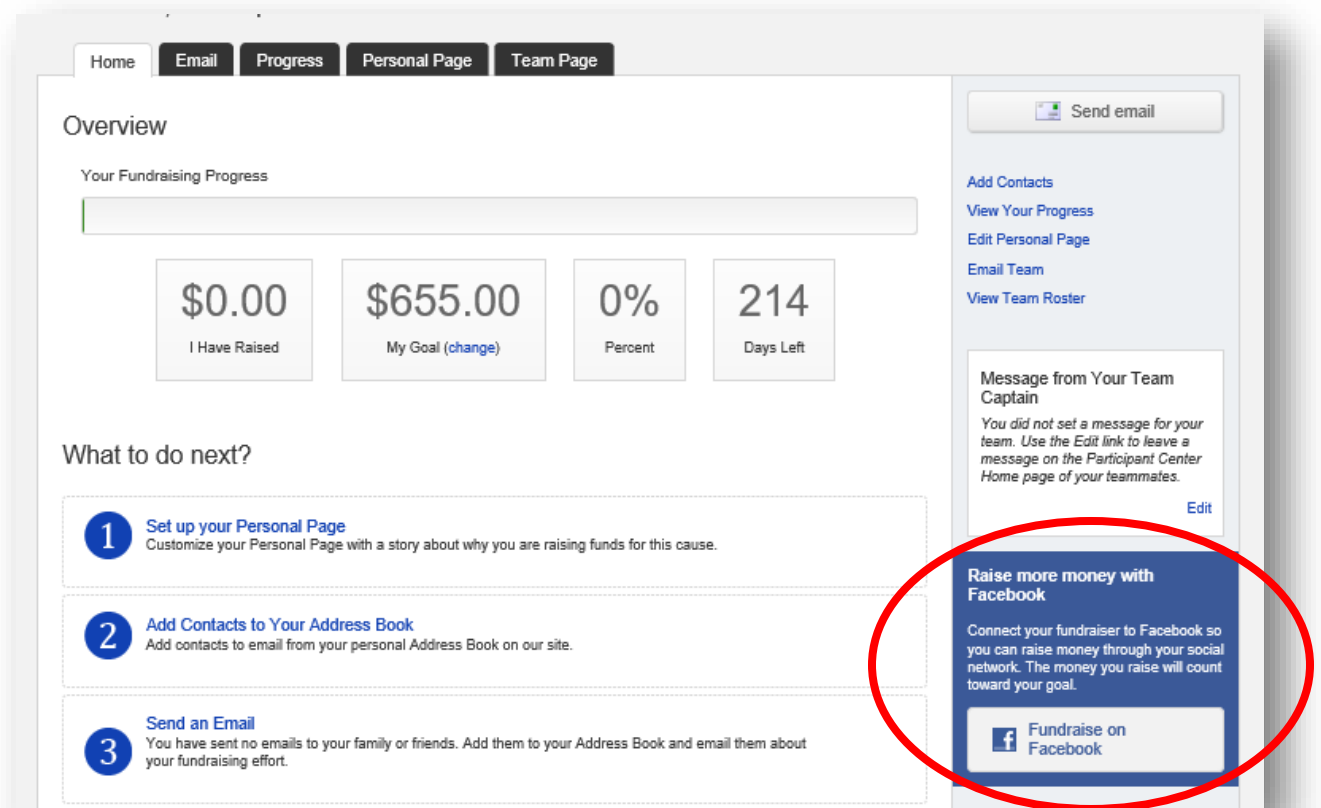 Home Email Progress Personal Page Team Page
Overview
Your Fundraising Progress
$0.00
I Have Raised
$655.00
My Goal (change)
0%
Percent
214
Days Left
What to do next?
1
Set up your Personal Page
Customize your Personal Page with a story about why you are raising funds for this cause.
2
Add Contacts to Your Address Book
Add contacts to email from your personal Address Book on our site.
3
Send an Email
You have sent no emails to your family or friends. Add them to your Address Book and email them about
your fundraising effort.
Send email
Add Contacts
View Your Progress
Edit Personal Page
Email Team
View Team Roster
Message from Your Team
Captain
You did not set a message for your
team. Use the Edit link to leave a
message on the Participant Center
Home page of your teammates.
Edit
Raise more money with
Facebook
Connect your fundraiser to Facebook so
you can raise money through your social
network. The money you raise will count
toward your goal.
f
Fundraise on
Facebook